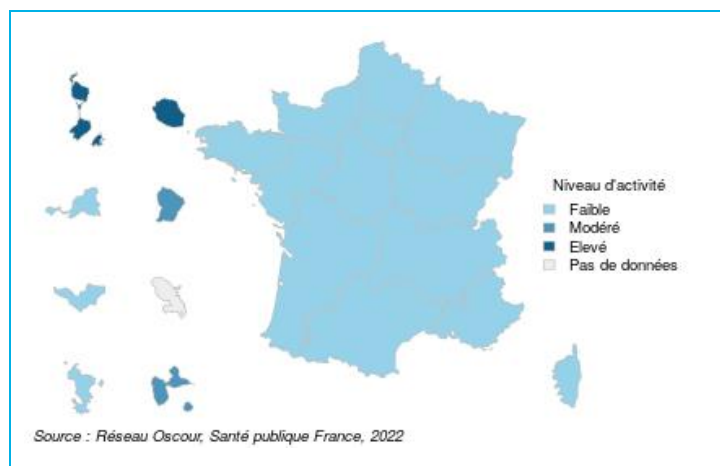 Niveau d'activité
Faible
Modéré
Elevé
Pas de données
Source : Réseau Oscour, Santé publique France, 2022